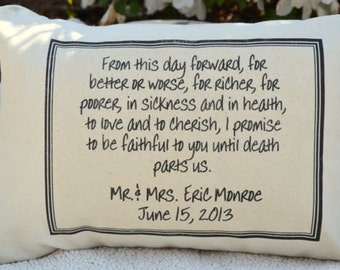 From this day forward, for
better or worse, for richer, for
poorer, in sickness and in health,
to love and to cherish, I promise
to be faithful to you until death
parts us.
Mr. & Mrs. Eric Monroe
June 15, 2013